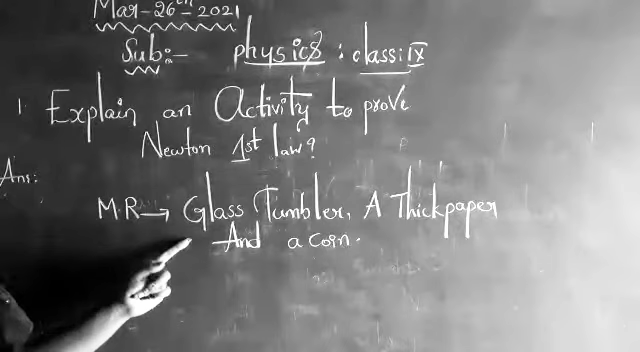 Mar-26th-2021
Sub:- physics : class: IX
1 Explain an Activity to prove
Newton 1st law?
Ans:
M.R→ Glass Tumbler, A Thickpaper
And a coin.